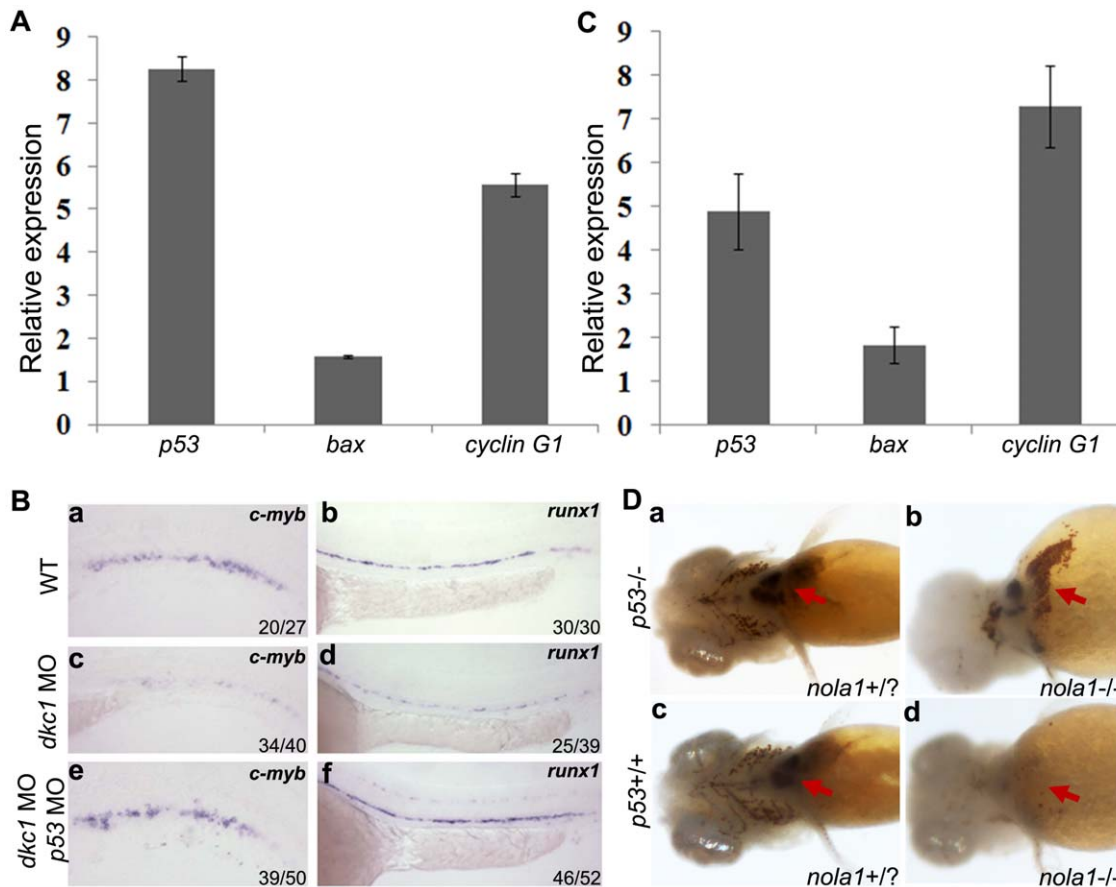 A
Relative expression
9
8
7
6
5
4
3
2
1
0
p53 bax cyclin G1
C
Relative expression
9
8
7
6
5
4
3
2
1
0
p53 bax cyclin G1
B
WT
a c-myb
20/27
b runx1
30/30
dkc1 MO
c c-myb
34/40
d runx1
25/39
dkc1 MO
p53 MO
e c-myb
39/50
f runx1
46/52
D
p53-/-
a
nola1+/?
b
nola1-/-
p53+/+
c
nola1+/?
d
nola1-/-